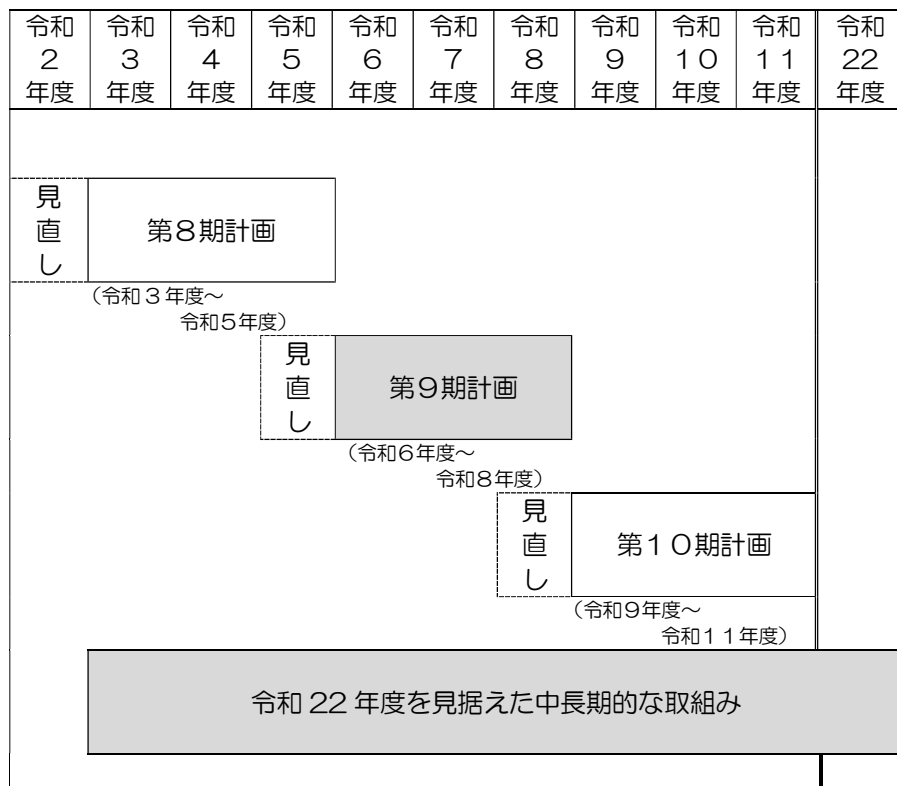 令和 令和 令和 令和 令和 令和 令和 令和 令和 令和 令和
2 3 4 5 6 7 8 9 10 11 22
年度 年度 年度 年度 年度 年度 年度 年度 年度 年度 年度
見直し
第8期計画
(令和3年度～
令和5年度)
見直し
第9期計画
(令和6年度～
令和8年度)
見直し
第10期計画
(令和9年度～
令和11年度)
令和 22 年度を見据えた中長期的な取組み